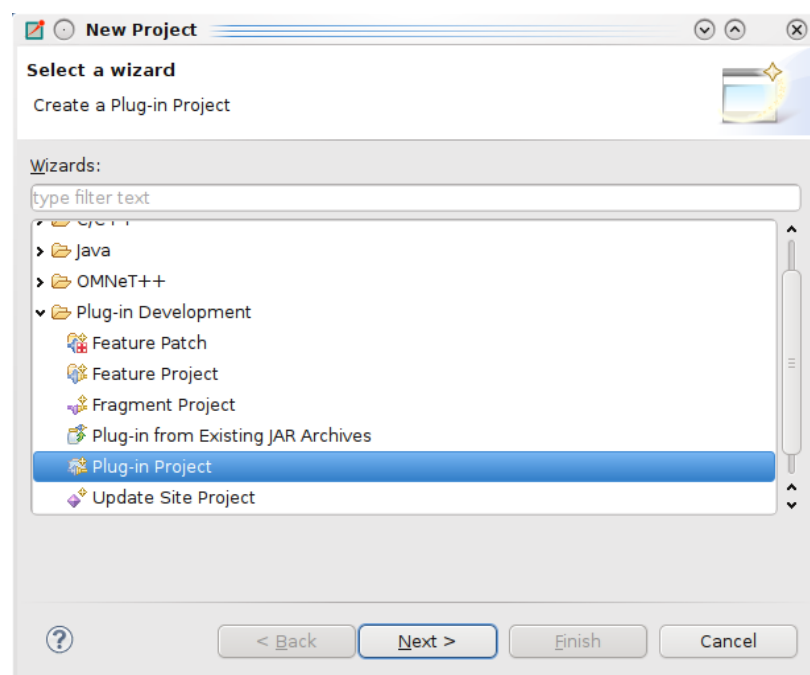 New Project
Select a wizard
Create a Plug-in Project
Wizards:
type filter text
C/C++
Java
OMNeT++
Plug-in Development
Feature Patch
Feature Project
Fragment Project
Plug-in from Existing JAR Archives
Plug-in Project
Update Site Project
< Back Next > Finish Cancel